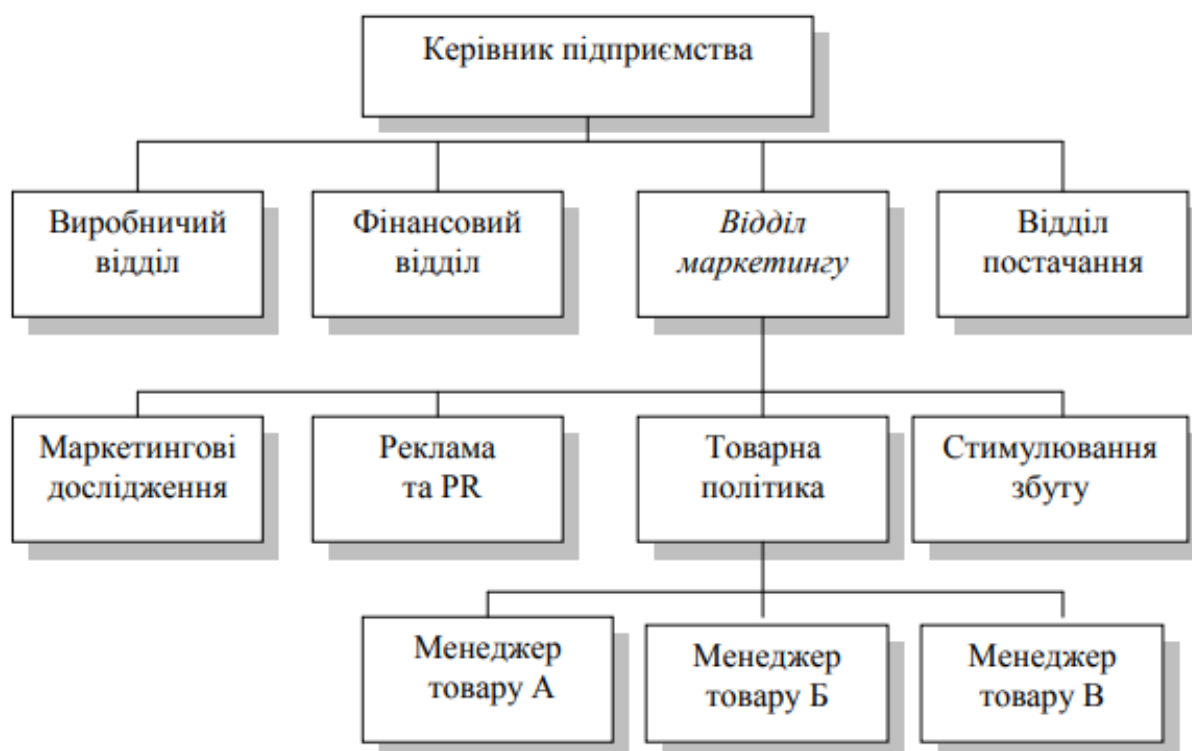 Керівник підприємства
Виробничий
відділ
Фінансовий
відділ
Відділ
маркетингу
Відділ
постачання
Маркетингові
дослідження
Реклама
та PR
Товарна
політика
Стимулювання
збуту
Менеджер
товару А
Менеджер
товару Б
Менеджер
товару В